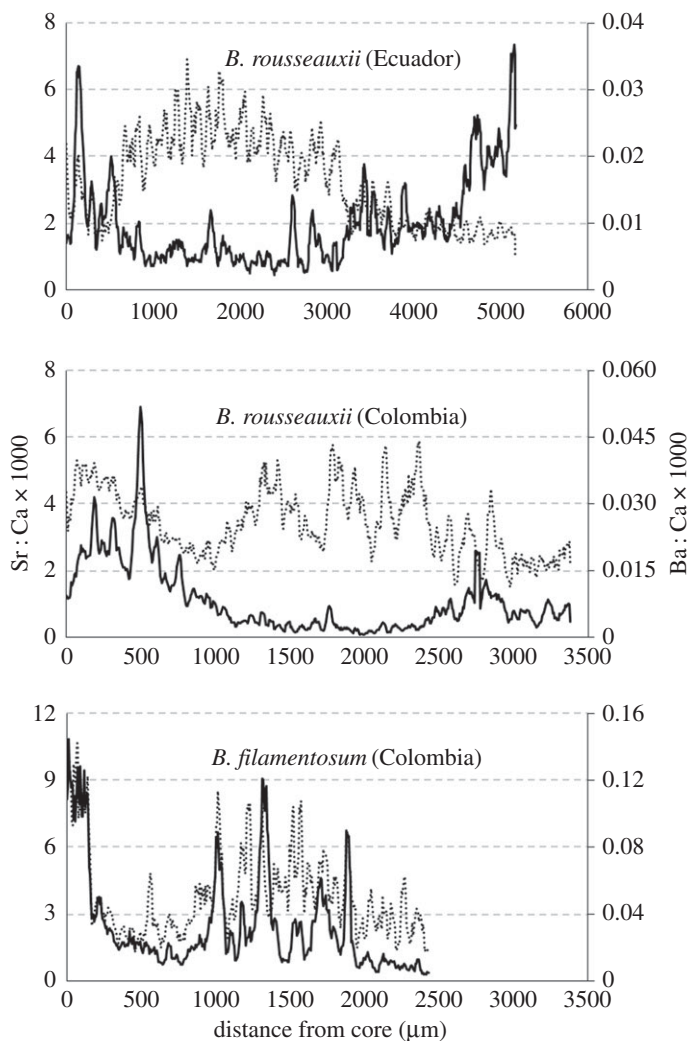 8 0.04
B. rousseauxii (Ecuador)
6 0.03
4 0.02
2 0.01
0 0
0 1000 2000 3000 4000 5000 6000
8 0.060
B. rousseauxii (Colombia)
6 0.045
4 0.030
2 0.015
0 0
0 500 1000 1500 2000 2500 3000 3500
Sr : Ca × 1000
Ba : Ca × 1000
12 0.16
B. filamentosum (Colombia)
9 0.12
6 0.08
3 0.04
0 0
0 500 1000 1500 2000 2500 3000 3500
distance from core (µm)